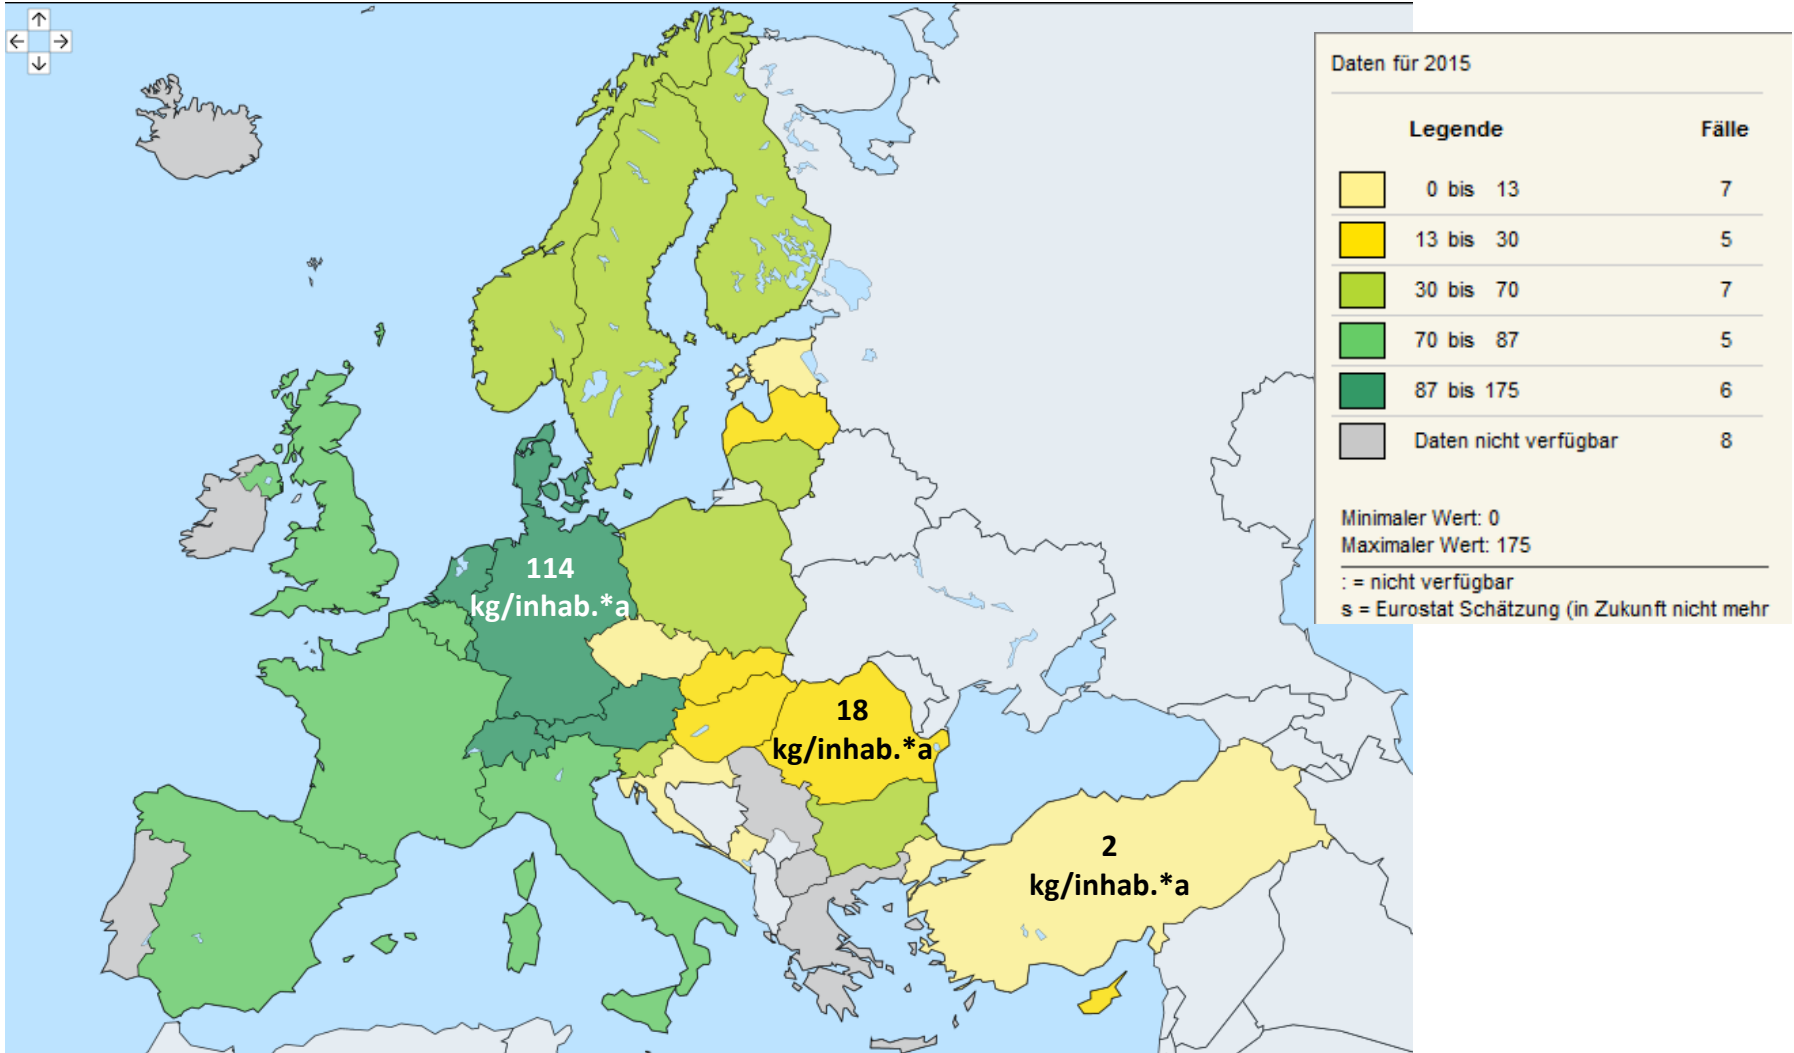 Daten für 2015
Legende Fälle
0 bis 13 7
13 bis 30 5
30 bis 70 7
70 bis 87 5
87 bis 175 6
Daten nicht verfügbar 8
Minimaler Wert: 0
Maximaler Wert: 175
: = nicht verfügbar
s = Eurostat Schätzung (in Zukunft nicht mehr
114
kg/inhab.*a
18
kg/inhab.*a
2
kg/inhab.*a